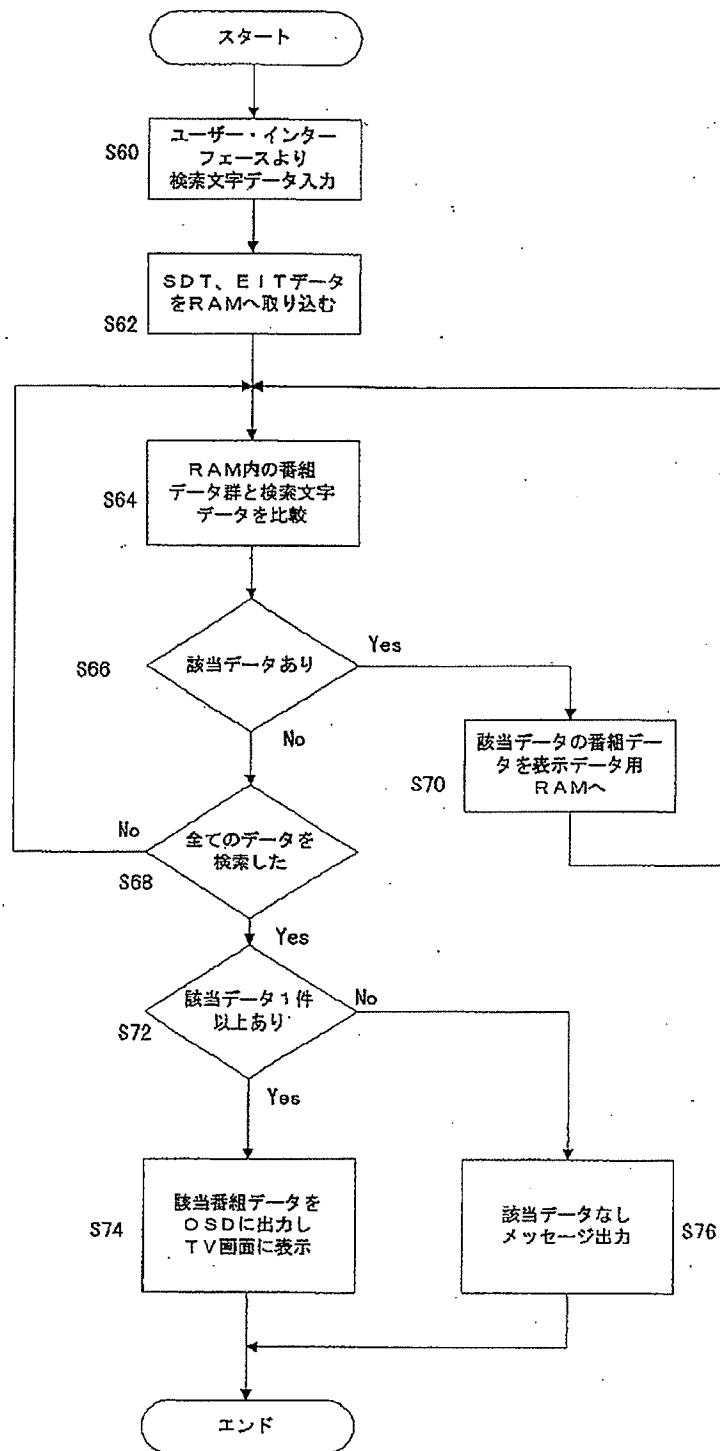 スタート
S60
ユーザー・インター
フェースより
検索文字データ入力
SDT、EITデータ
をRAMへ取り込む
S62
RAM内の番組
データ群と検索文字
データを比較
S64
S66
該当データあり
Yes
No
該当データの番組デー
タを表示データ用
RAMへ
S70
No
全てのデータを
検索した
S68
Yes
該当データ1件
以上あり
No
S72
Yes
S74
該当番組データを
OSDに出力し
TV画面に表示
該当データなし
メッセージ出力
S76
エンド